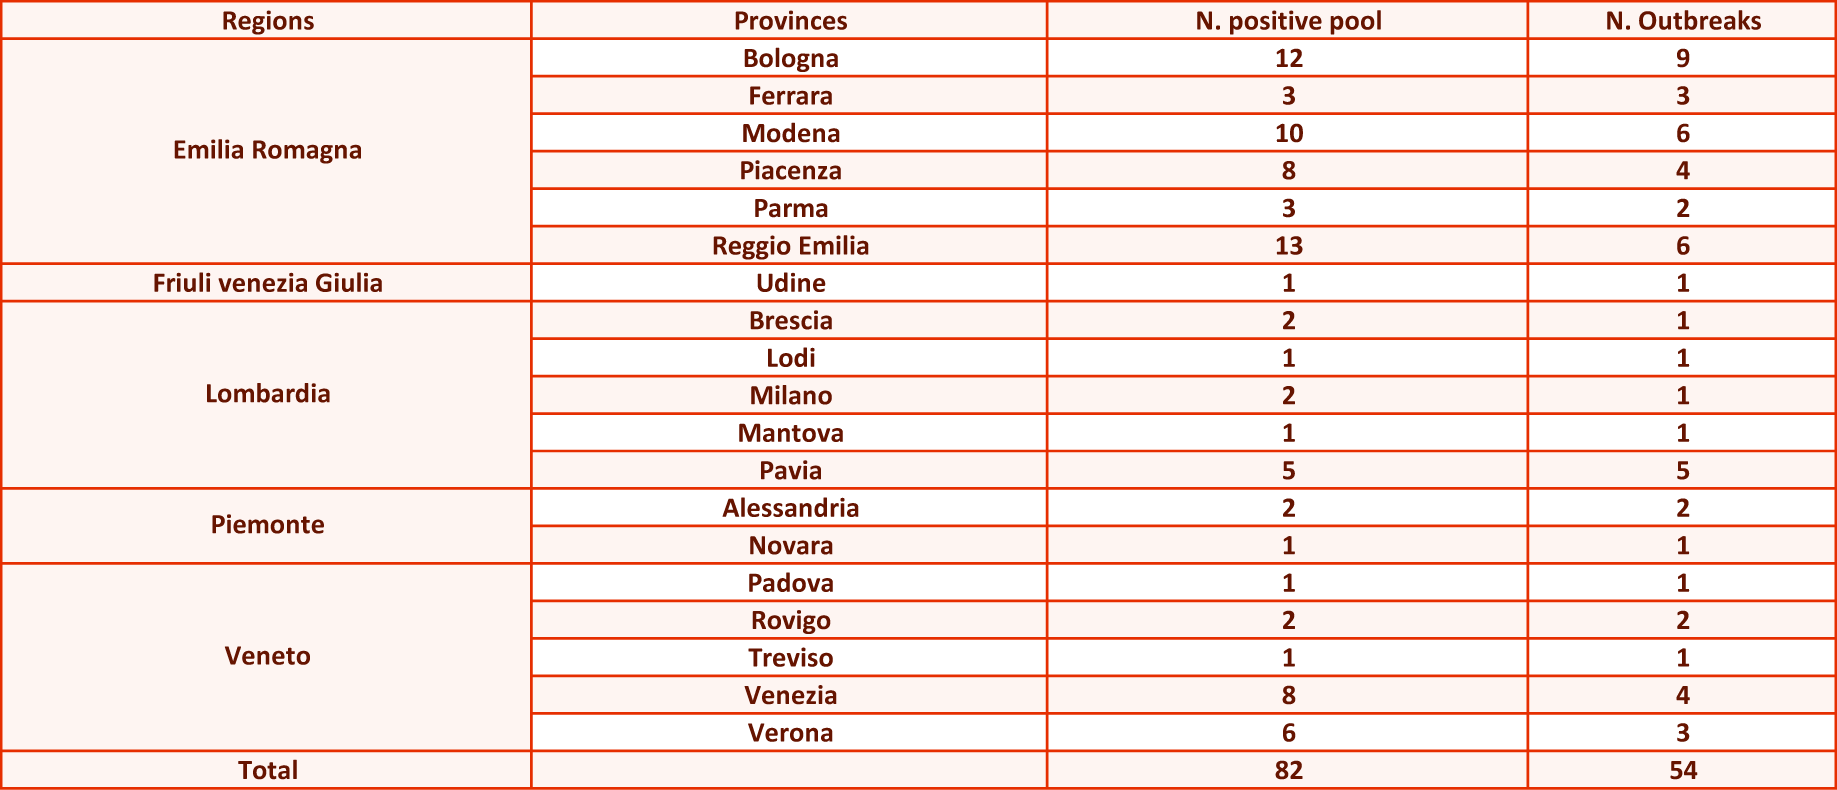 Regions Provinces N. positive pool N. Outbreaks
Emilia Romagna Bologna 12 9
Ferrara 3 3
Modena 10 6
Piacenza 8 4
Parma 3 2
Reggio Emilia 13 6
Friuli venezia Giulia Udine 1 1
Lombardia Brescia 2 1
Lodi 1 1
Milano 2 1
Mantova 1 1
Pavia 5 5
Piemonte Alessandria 2 2
Novara 1 1
Veneto Padova 1 1
Rovigo 2 2
Treviso 1 1
Venezia 8 4
Verona 6 3
Total 82 54